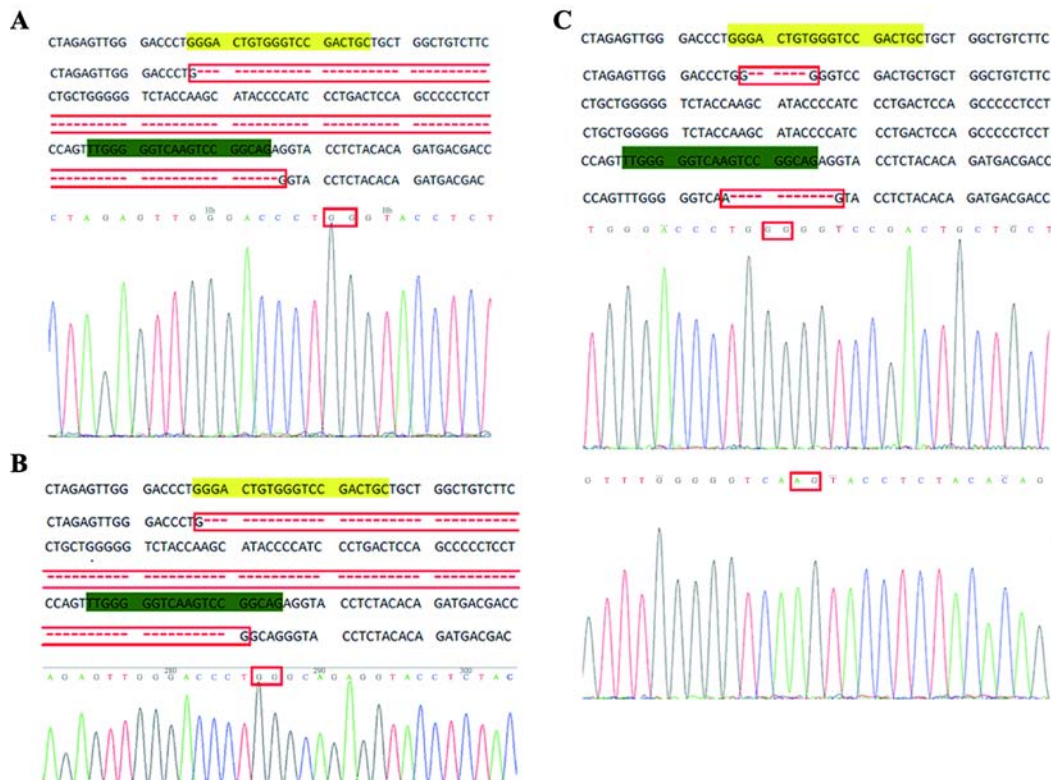 A
CTAGAGTTGG GACCCTGGGA CTGTGGGTCC GACTGCTGCT GGCTGTCTTC
CTAGAGTTGG GACCCTG--- ---------- ---------- ----------
CTGCTGGGGG TCTACCAAGC ATACCCCATC CCTGACTCCA GCCCCCTCCT
---------- ---------- ---------- ---------- ----------
CCAGTTTGGG GGTCAAGTCC GGCAGAGGTA CCTCTACACA GATGACGACC
---------- ---------- -----GGTA CCTCTACACA GATGACGAC
C T A G A G T T G G G A C C C T G G G T A C C T C T
B
CTAGAGTTGG GACCCTGGGA CTGTGGGTCC GACTGCTGCT GGCTGTCTTC
CTAGAGTTGG GACCCTG--- ---------- ---------- ----------
CTGCTGGGGG TCTACCAAGC ATACCCCATC CCTGACTCCA GCCCCCTCCT
---------- ---------- ---------- ---------- ----------
CCAGTTTGGG GGTCAAGTCC GGCAGAGGTA CCTCTACACA GATGACGACC
---------- ---------- GGCAGGGTA CCTCTACACA GATGACGAC
280 290 300
A G A G T T G G G A C C C T G G G C A G A G G T A C C T C T A C
C
CTAGAGTTGG GACCCTGGGA CTGTGGGTCC GACTGCTGCT GGCTGTCTTC
CTAGAGTTGG GACCCTGG-- ----GGGTCC GACTGCTGCT GGCTGTCTTC
CTGCTGGGGG TCTACCAAGC ATACCCCATC CCTGACTCCA GCCCCCTCCT
CTGCTGGGGG TCTACCAAGC ATACCCCATC CCTGACTCCA GCCCCCTCCT
CCAGTTTGGG GGTCAAGTCC GGCAGAGGTA CCTCTACACA GATGACGACC
CCAGTTTGGG GGTCAA---- -------GTA CCTCTACACA GATGACGACC
T G G G A C C C T G G G G G T C C G A C T G C T G C T
G T T T G G G G G T C A A G T A C C T C T A C A C A G